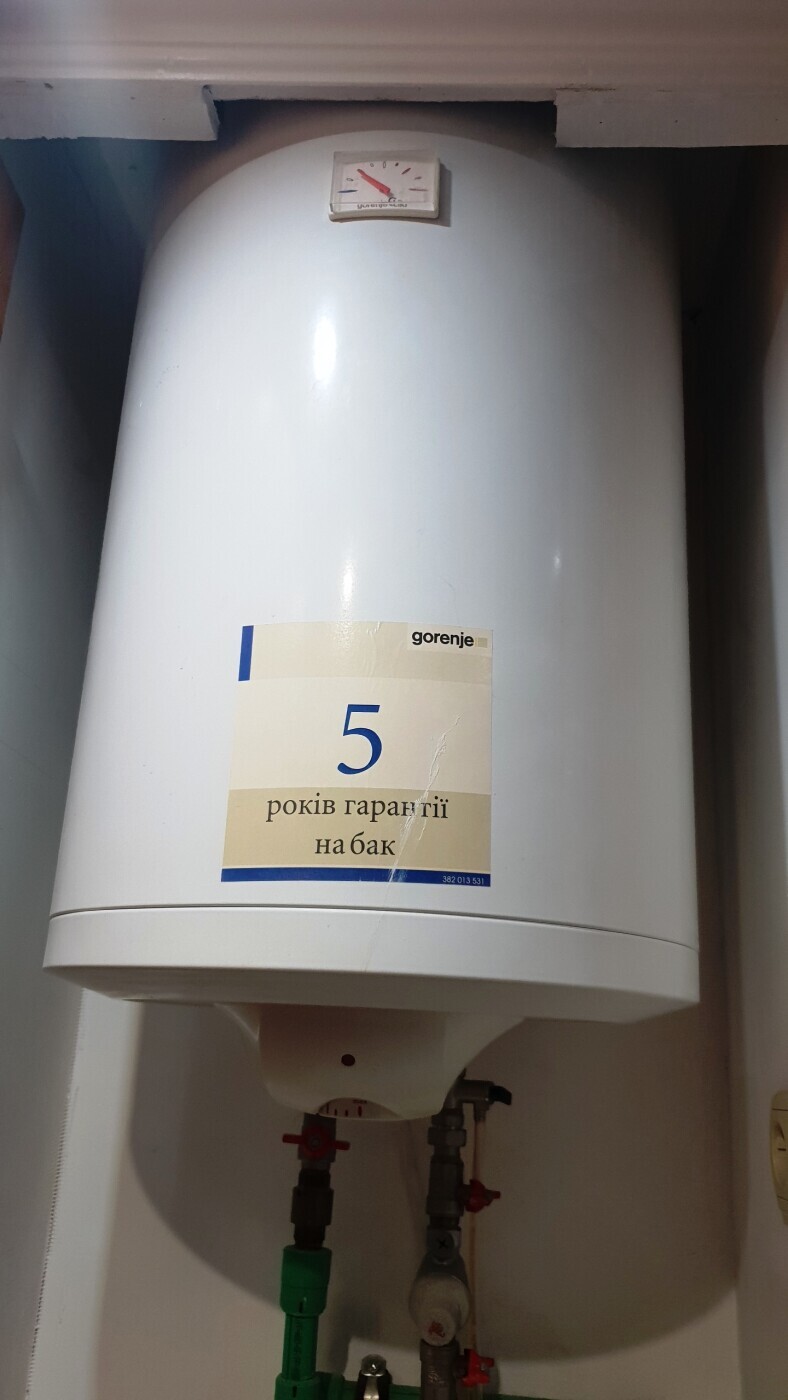 gorenje
5
років гарантії
на бак
382 013 531